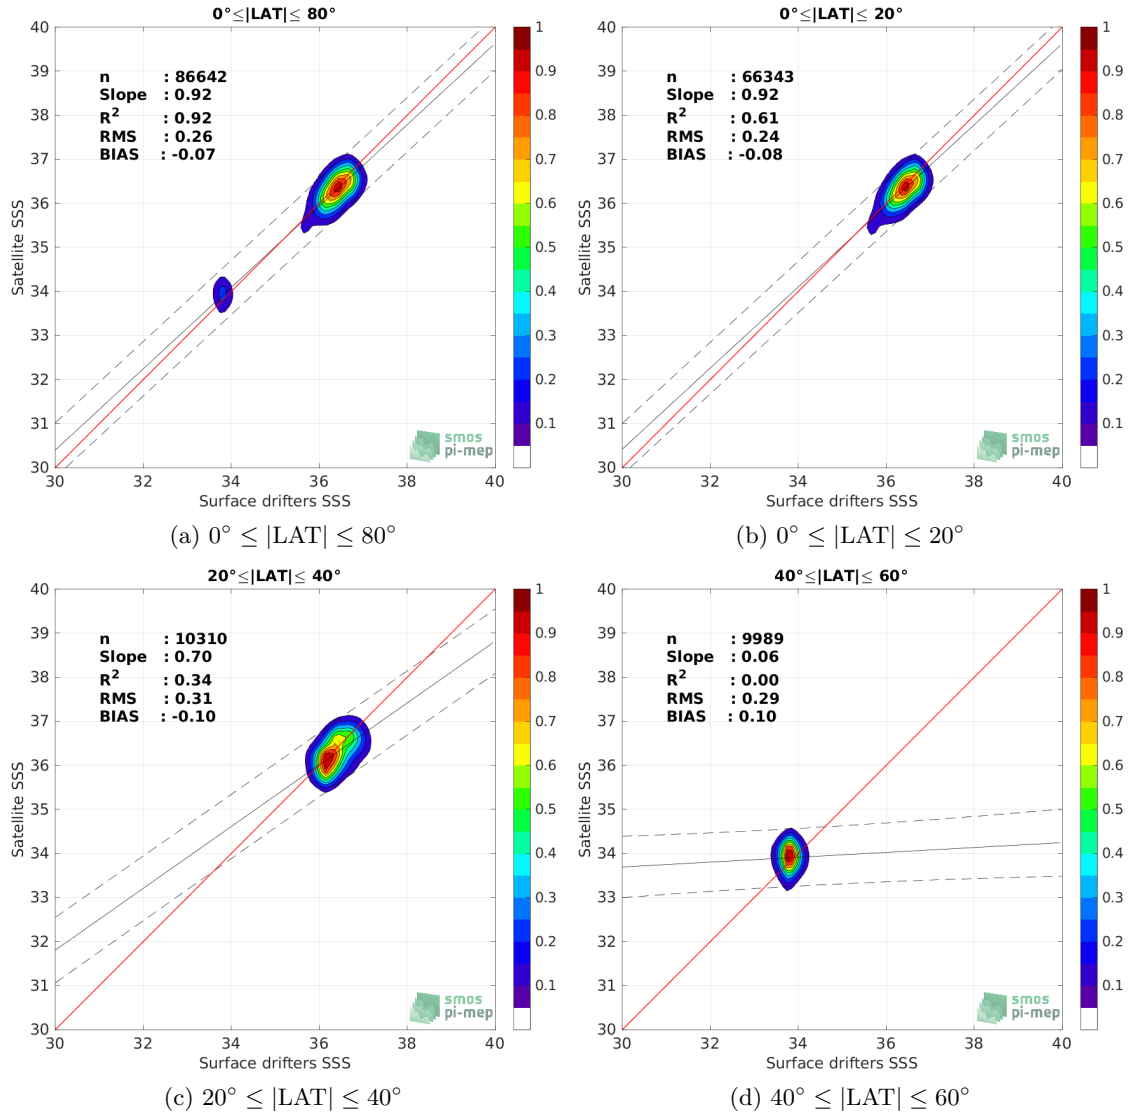 0°≤|LAT|≤ 80°
n : 86642
Slope : 0.92
R² : 0.92
RMS : 0.26
BIAS : -0.07
Satellite SSS
40
39
38
37
36
35
34
33
32
31
30
30 32 34 36 38 40
Surface drifters SSS
1
0.9
0.8
0.7
0.6
0.5
0.4
0.3
0.2
0.1
smos
pi-mep
(a) 0° ≤ |LAT| ≤ 80°
0°≤|LAT|≤ 20°
n : 66343
Slope : 0.92
R² : 0.61
RMS : 0.24
BIAS : -0.08
Satellite SSS
40
39
38
37
36
35
34
33
32
31
30
30 32 34 36 38 40
Surface drifters SSS
1
0.9
0.8
0.7
0.6
0.5
0.4
0.3
0.2
0.1
smos
pi-mep
(b) 0° ≤ |LAT| ≤ 20°
20°≤|LAT|≤ 40°
n : 10310
Slope : 0.70
R² : 0.34
RMS : 0.31
BIAS : -0.10
Satellite SSS
40
39
38
37
36
35
34
33
32
31
30
30 32 34 36 38 40
Surface drifters SSS
1
0.9
0.8
0.7
0.6
0.5
0.4
0.3
0.2
0.1
smos
pi-mep
(c) 20° ≤ |LAT| ≤ 40°
40°≤|LAT|≤ 60°
n : 9989
Slope : 0.06
R² : 0.00
RMS : 0.29
BIAS : 0.10
Satellite SSS
40
39
38
37
36
35
34
33
32
31
30
30 32 34 36 38 40
Surface drifters SSS
1
0.9
0.8
0.7
0.6
0.5
0.4
0.3
0.2
0.1
smos
pi-mep
(d) 40° ≤ |LAT| ≤ 60°